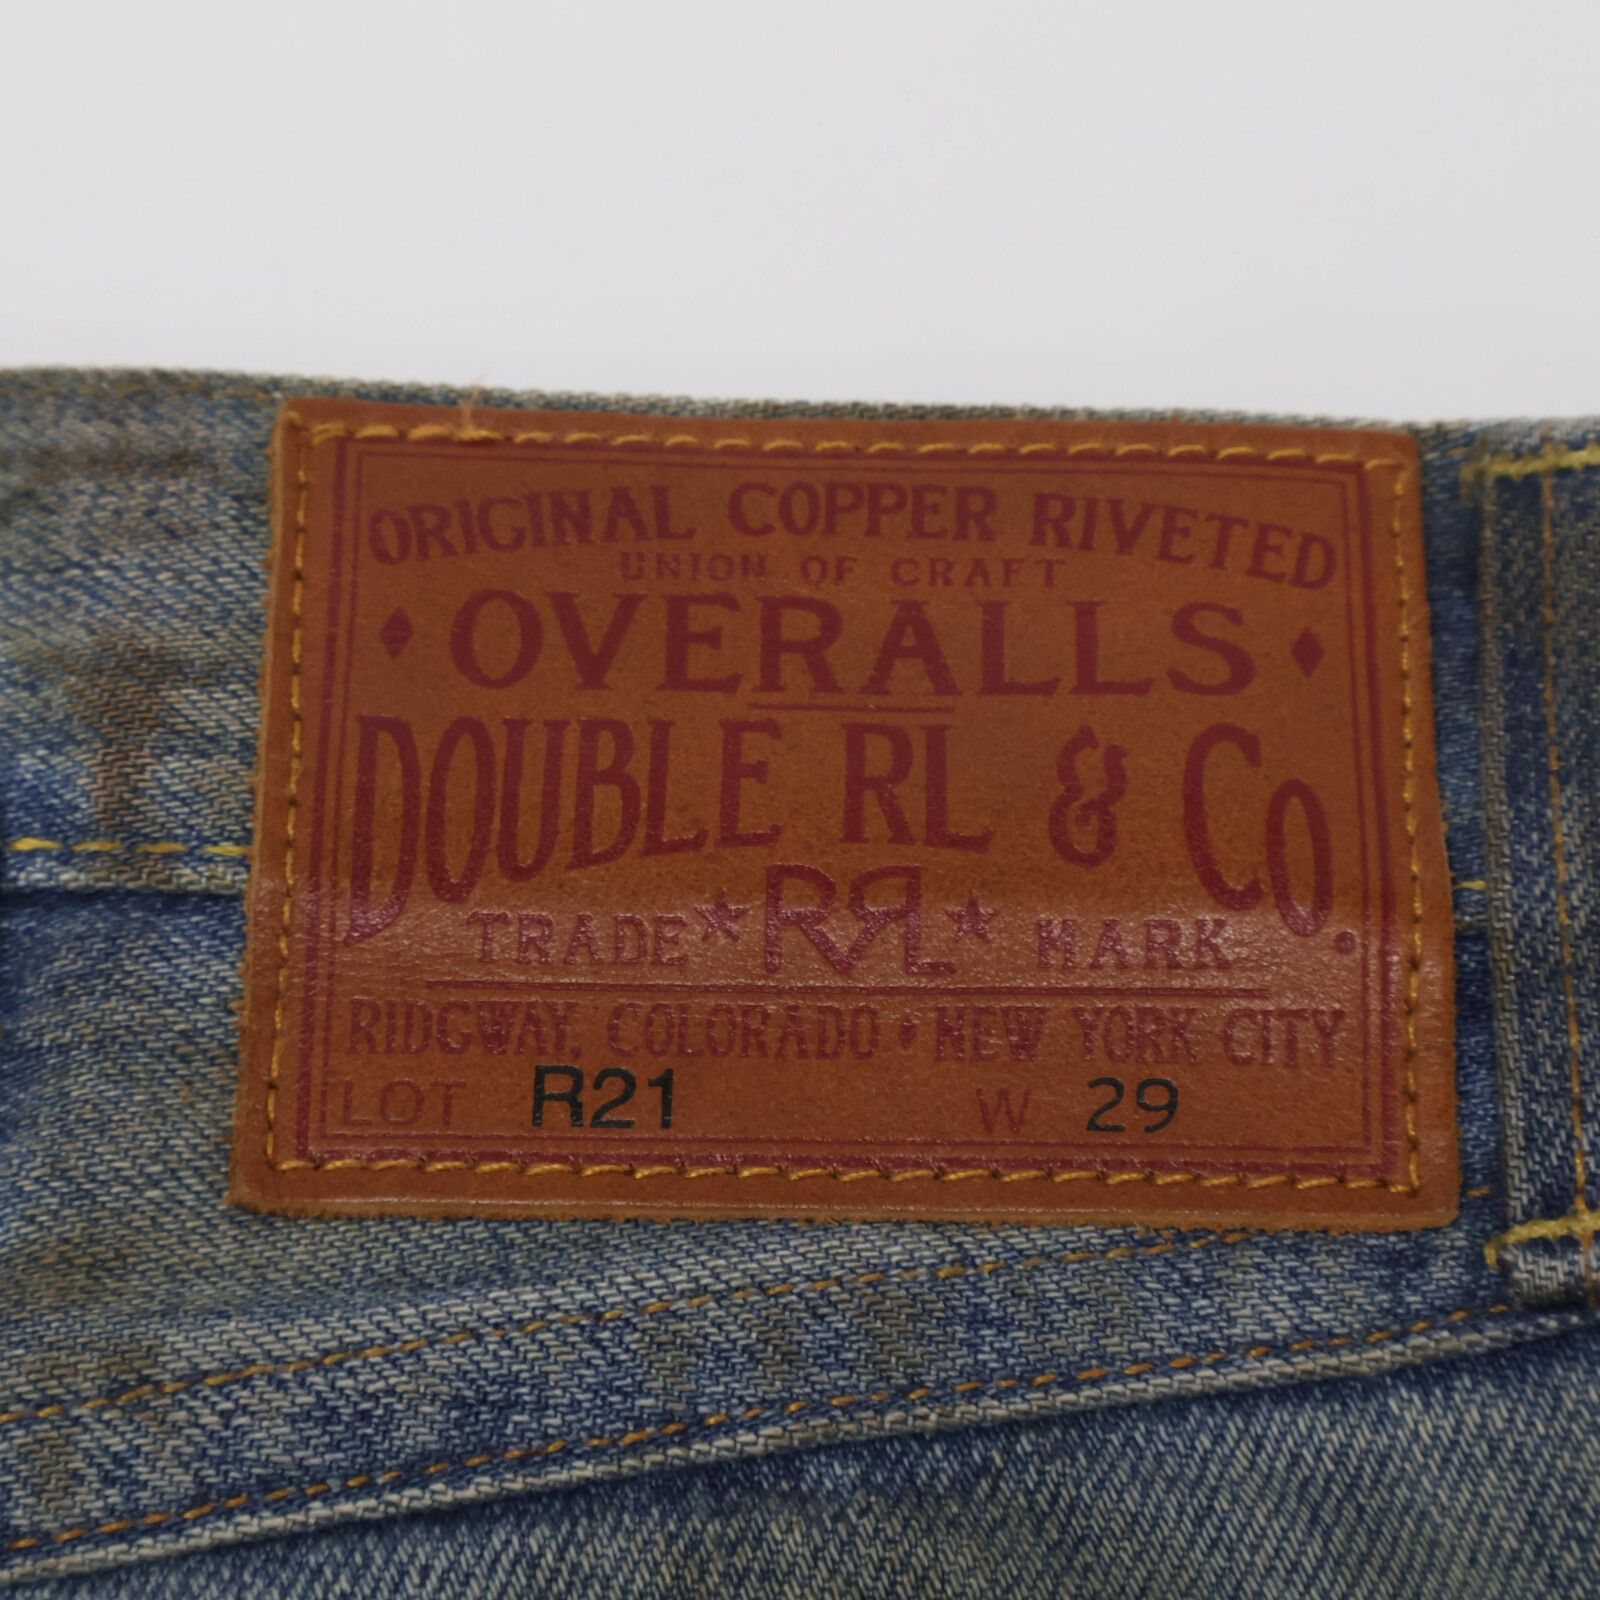 ORIGINAL COPPER RIVETED
UNION OF CRAFT
OVERALLS
DOUBLE RL & CO.
TRADE RRL MARK
RIDGWAY, COLORADO · NEW YORK CITY
LOT R21 W 29